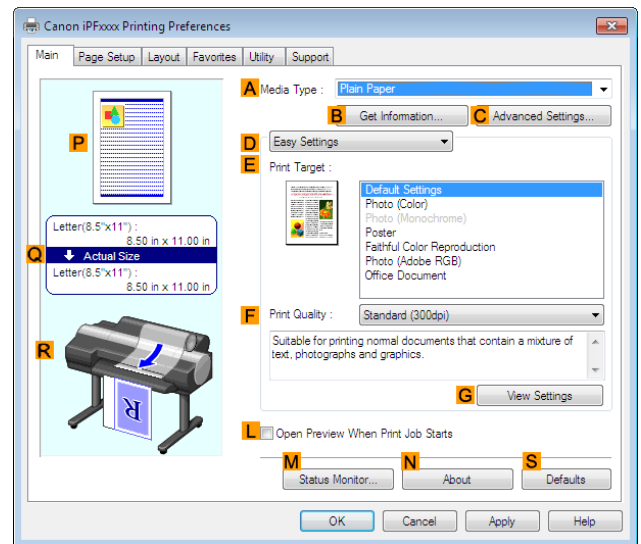 Canon iPFxxxx Printing Preferences
Main Page Setup Layout Favorites Utility Support
A Media Type : Plain Paper
B Get Information... C Advanced Settings...
D Easy Settings
E Print Target :
Default Settings
Photo (Color)
Photo (Monochrome)
Poster
Faithful Color Reproduction
Photo (Adobe RGB)
Office Document
P
Letter(8.5"x11") :
8.50 in x 11.00 in
Q Actual Size
Letter(8.5"x11") :
8.50 in x 11.00 in
R
R
F Print Quality : Standard (300dpi)
Suitable for printing normal documents that contain a mixture of
text, photographs and graphics.
G View Settings
L Open Preview When Print Job Starts
M N S
Status Monitor... About Defaults
OK Cancel Apply Help